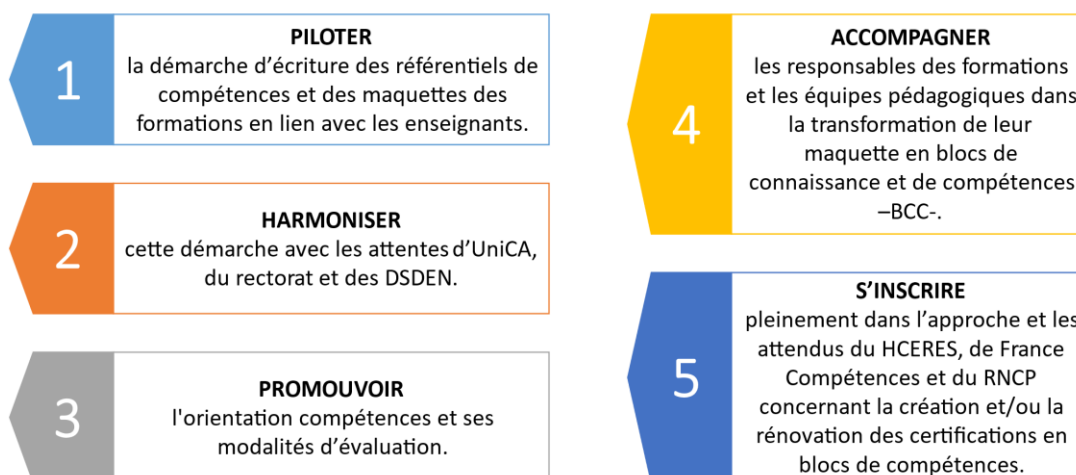 1
PILOTER
la démarche d'écriture des référentiels de
compétences et des maquettes des
formations en lien avec les enseignants.
2
HARMONISER
cette démarche avec les attentes d'UniCA,
du rectorat et des DSDEN.
3
PROMOUVOIR
l'orientation compétences et ses
modalités d'évaluation.
4
ACCOMPAGNER
les responsables des formations
et les équipes pédagogiques dans
la transformation de leur
maquette en blocs de
connaissance et de compétences
–BCC-.
5
S'INSCRIRE
pleinement dans l'approche et les
attendus du HCERES, de France
Compétences et du RNCP
concernant la création et/ou la
rénovation des certifications en
blocs de compétences.